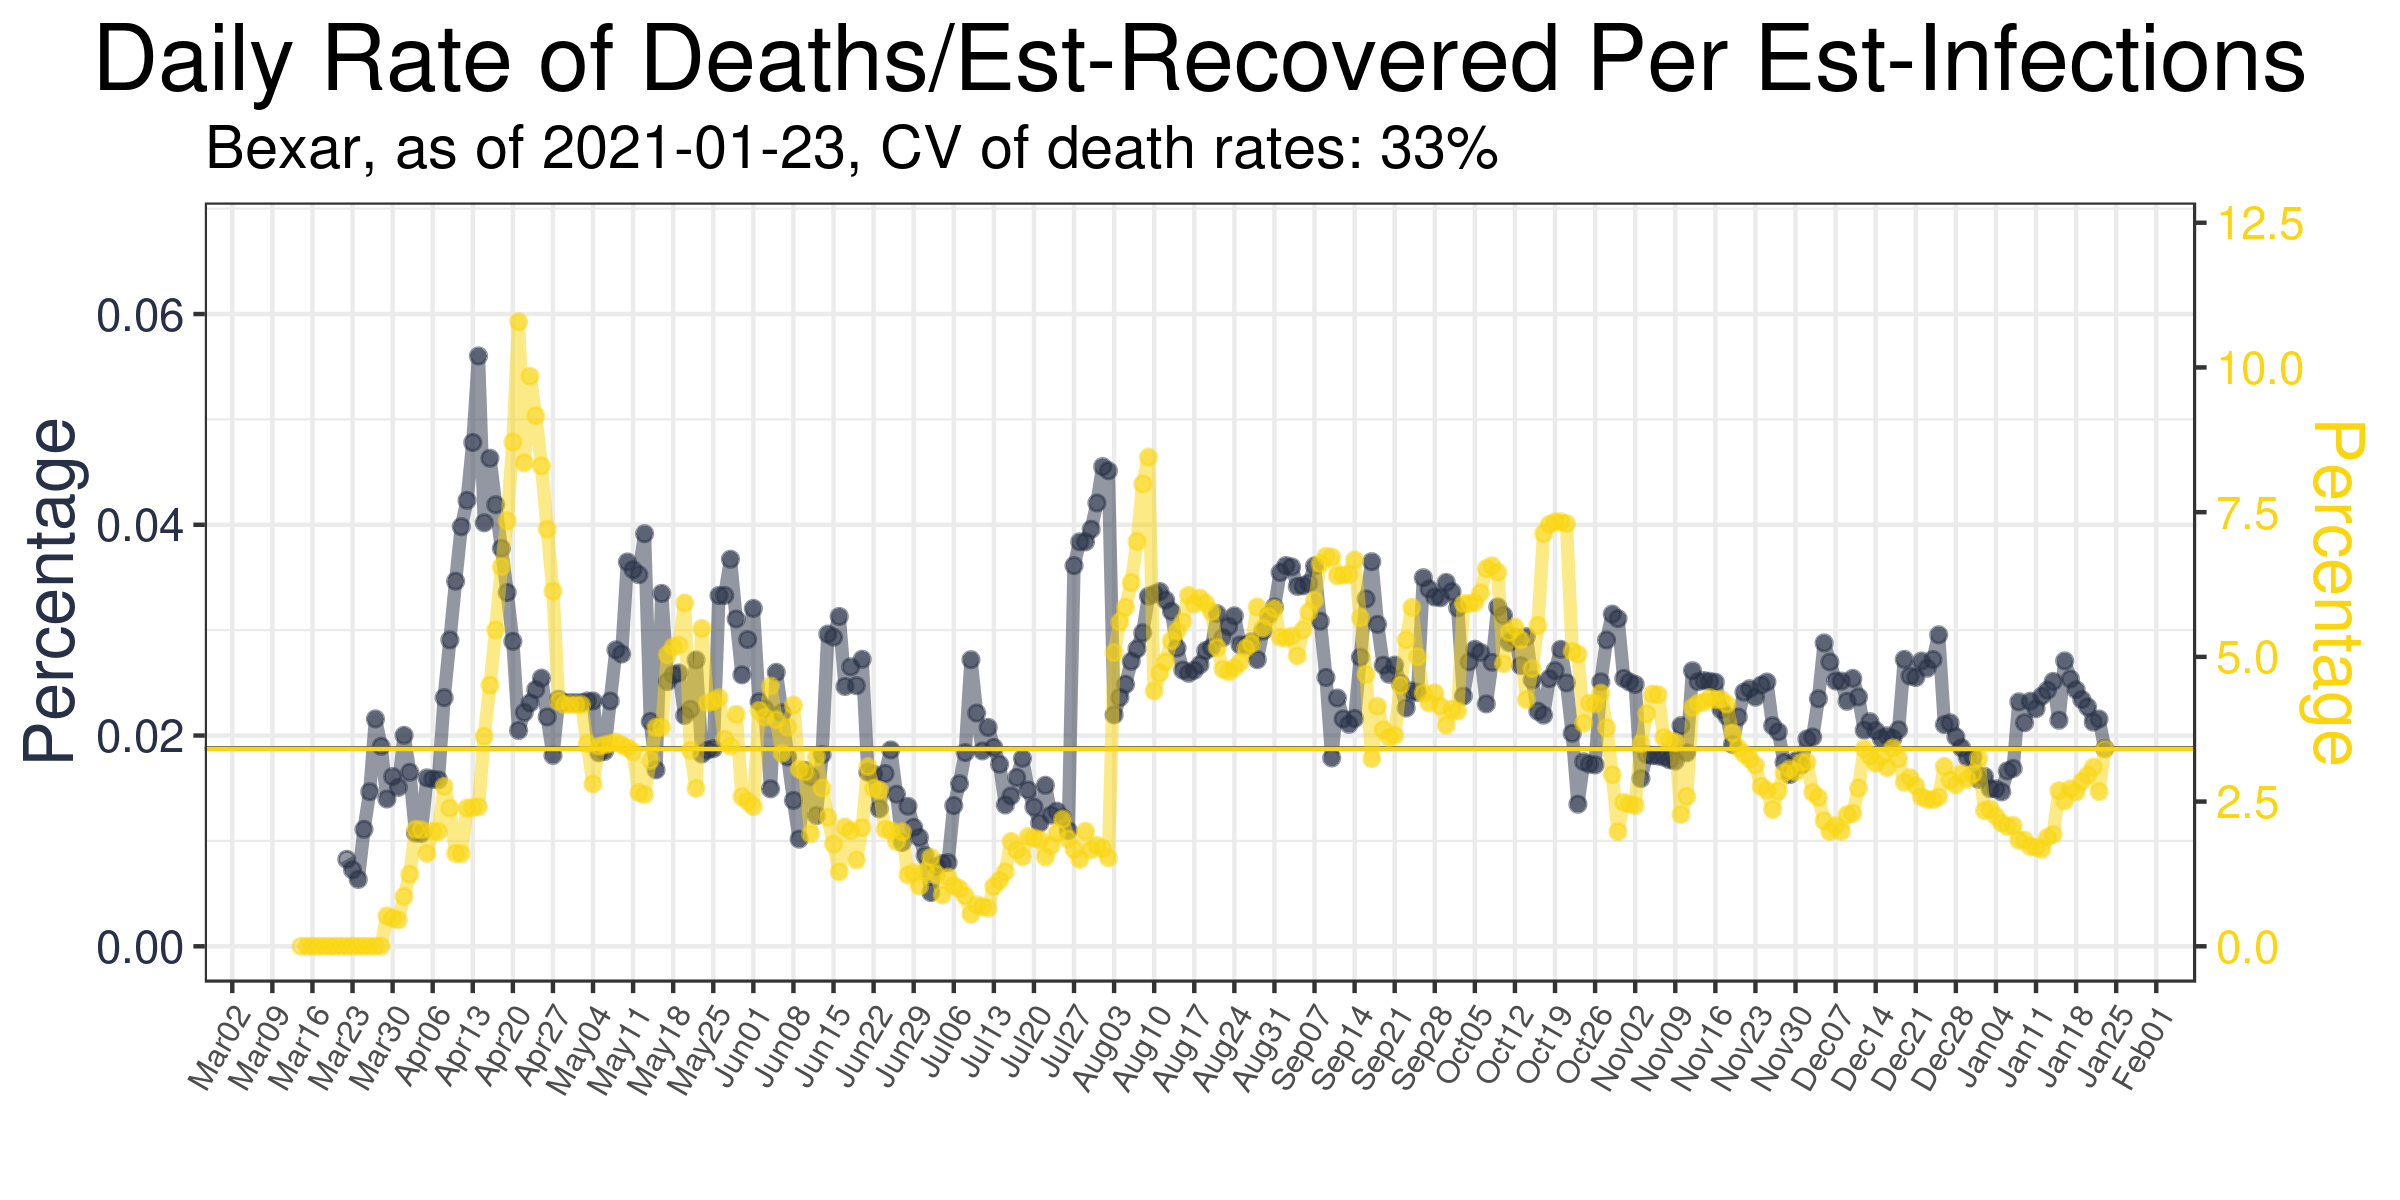 Daily Rate of Deaths/Est-Recovered Per Est-Infections
Bexar, as of 2021-01-23, CV of death rates: 33%
Percentage
0.06
0.04
0.02
0.00
12.5
10.0
7.5
5.0
2.5
0.0
Percentage
Mar02
Mar09
Mar16
Mar23
Mar30
Apr06
Apr13
Apr20
Apr27
May04
May11
May18
May25
Jun01
Jun08
Jun15
Jun22
Jun29
Jul06
Jul13
Jul20
Jul27
Aug03
Aug10
Aug17
Aug24
Aug31
Sep07
Sep14
Sep21
Sep28
Oct05
Oct12
Oct19
Oct26
Nov02
Nov09
Nov16
Nov23
Nov30
Dec07
Dec14
Dec21
Dec28
Jan04
Jan11
Jan18
Jan25
Feb01